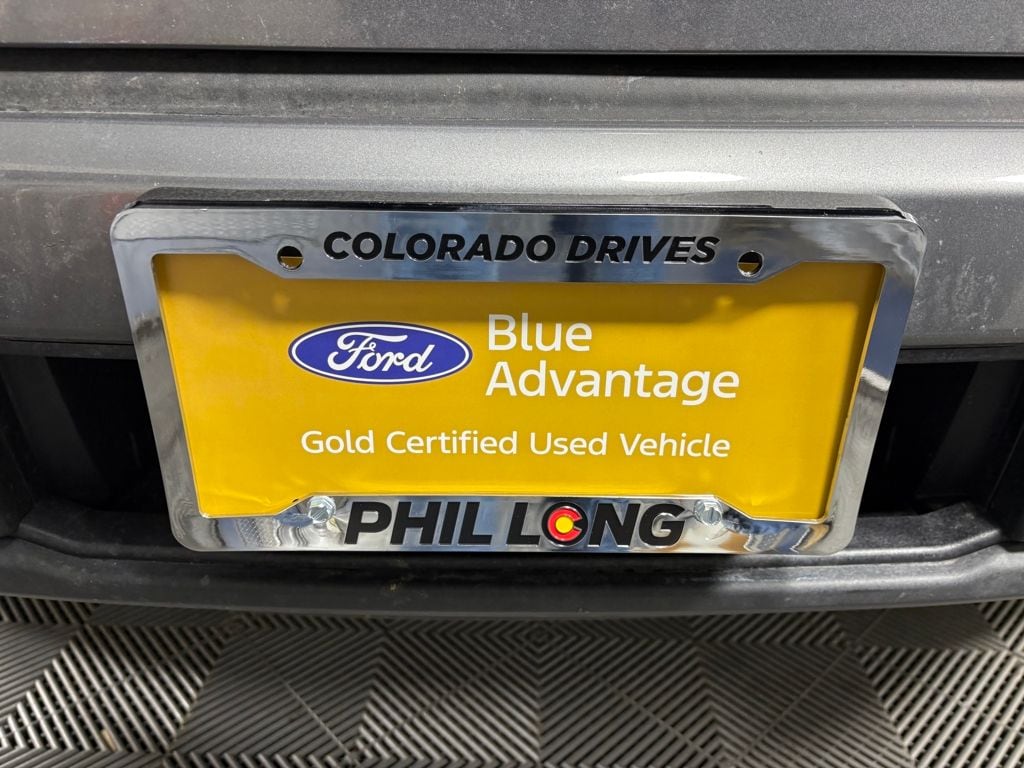 COLORADO DRIVES
Ford
Blue
Advantage
Gold Certified Used Vehicle
PHIL LONG